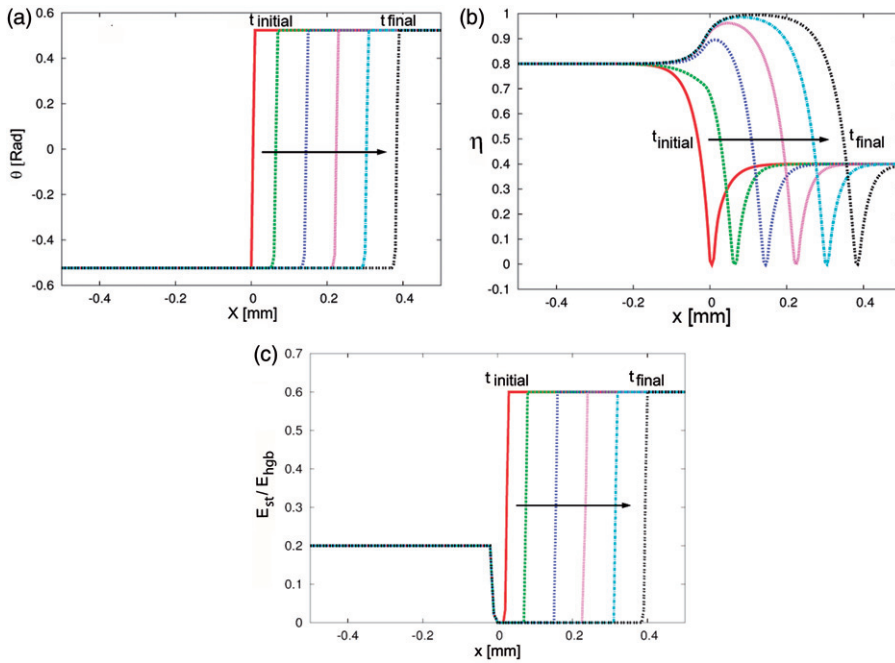 (a)
0.6
0.4
0.2
0
-0.2
-0.4
-0.6
θ [Rad]
t initial
t final
-0.4
-0.2
0
0.2
0.4
X [mm]
(b)
1
0.9
0.8
0.7
0.6
0.5
0.4
0.3
0.2
0.1
0
-0.1
η
t initial
t final
-0.4
-0.2
0
0.2
0.4
x [mm]
(c)
0.7
0.6
0.5
0.4
0.3
0.2
0.1
0
E st / E hgb
t initial
t final
-0.4
-0.2
0
0.2
0.4
x [mm]